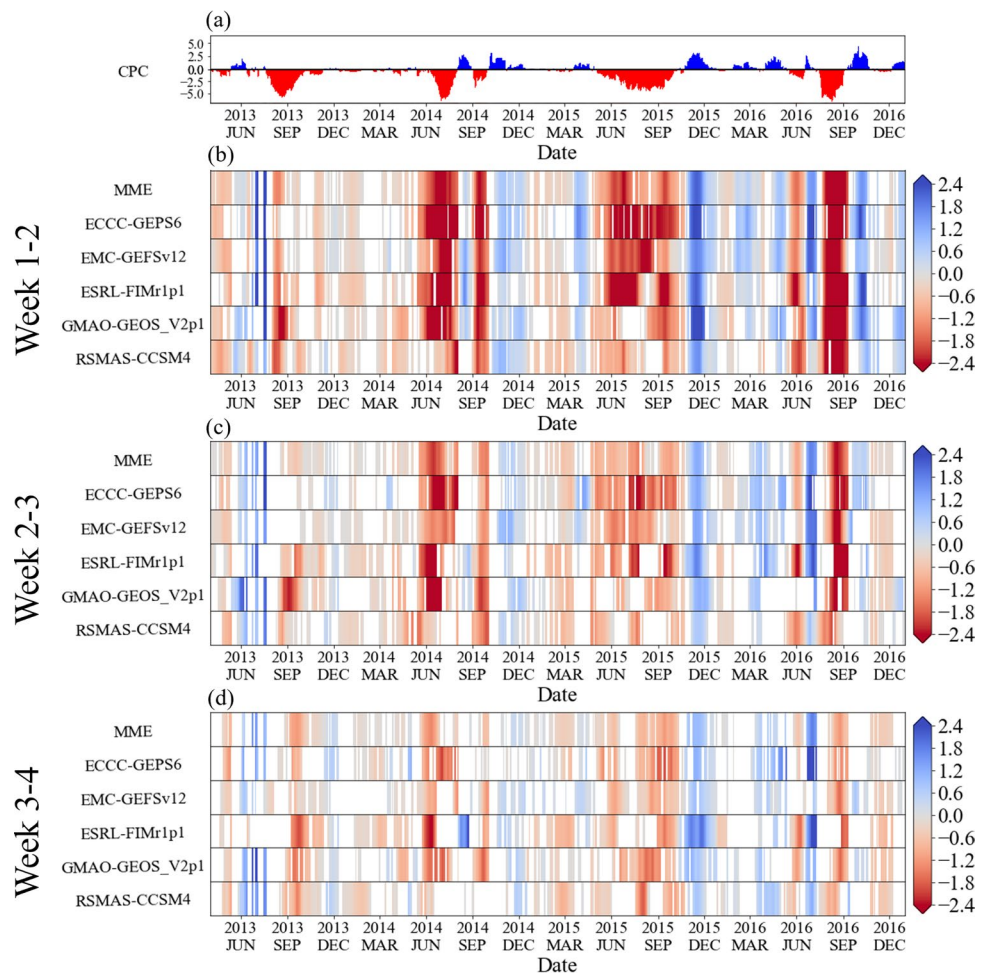 (a)
5.0
2.5
0.0
−2.5
−5.0
CPC
2013 2013 2013 2014 2014 2014 2014 2015 2015 2015 2015 2016 2016 2016 2016
JUN SEP DEC MAR JUN SEP DEC MAR JUN SEP DEC MAR JUN SEP DEC
Date
(b)
Week 1-2
MME
ECCC-GEPS6
EMC-GEFSv12
ESRL-FIMr1p1
GMAO-GEOS_V2p1
RSMAS-CCSM4
2.4
1.8
1.2
0.6
0.0
−0.6
−1.2
−1.8
−2.4
2013 2013 2013 2014 2014 2014 2014 2015 2015 2015 2015 2016 2016 2016 2016
JUN SEP DEC MAR JUN SEP DEC MAR JUN SEP DEC MAR JUN SEP DEC
Date
(c)
Week 2-3
MME
ECCC-GEPS6
EMC-GEFSv12
ESRL-FIMr1p1
GMAO-GEOS_V2p1
RSMAS-CCSM4
2.4
1.8
1.2
0.6
0.0
−0.6
−1.2
−1.8
−2.4
2013 2013 2013 2014 2014 2014 2014 2015 2015 2015 2015 2016 2016 2016 2016
JUN SEP DEC MAR JUN SEP DEC MAR JUN SEP DEC MAR JUN SEP DEC
Date
(d)
Week 3-4
MME
ECCC-GEPS6
EMC-GEFSv12
ESRL-FIMr1p1
GMAO-GEOS_V2p1
RSMAS-CCSM4
2.4
1.8
1.2
0.6
0.0
−0.6
−1.2
−1.8
−2.4
2013 2013 2013 2014 2014 2014 2014 2015 2015 2015 2015 2016 2016 2016 2016
JUN SEP DEC MAR JUN SEP DEC MAR JUN SEP DEC MAR JUN SEP DEC
Date